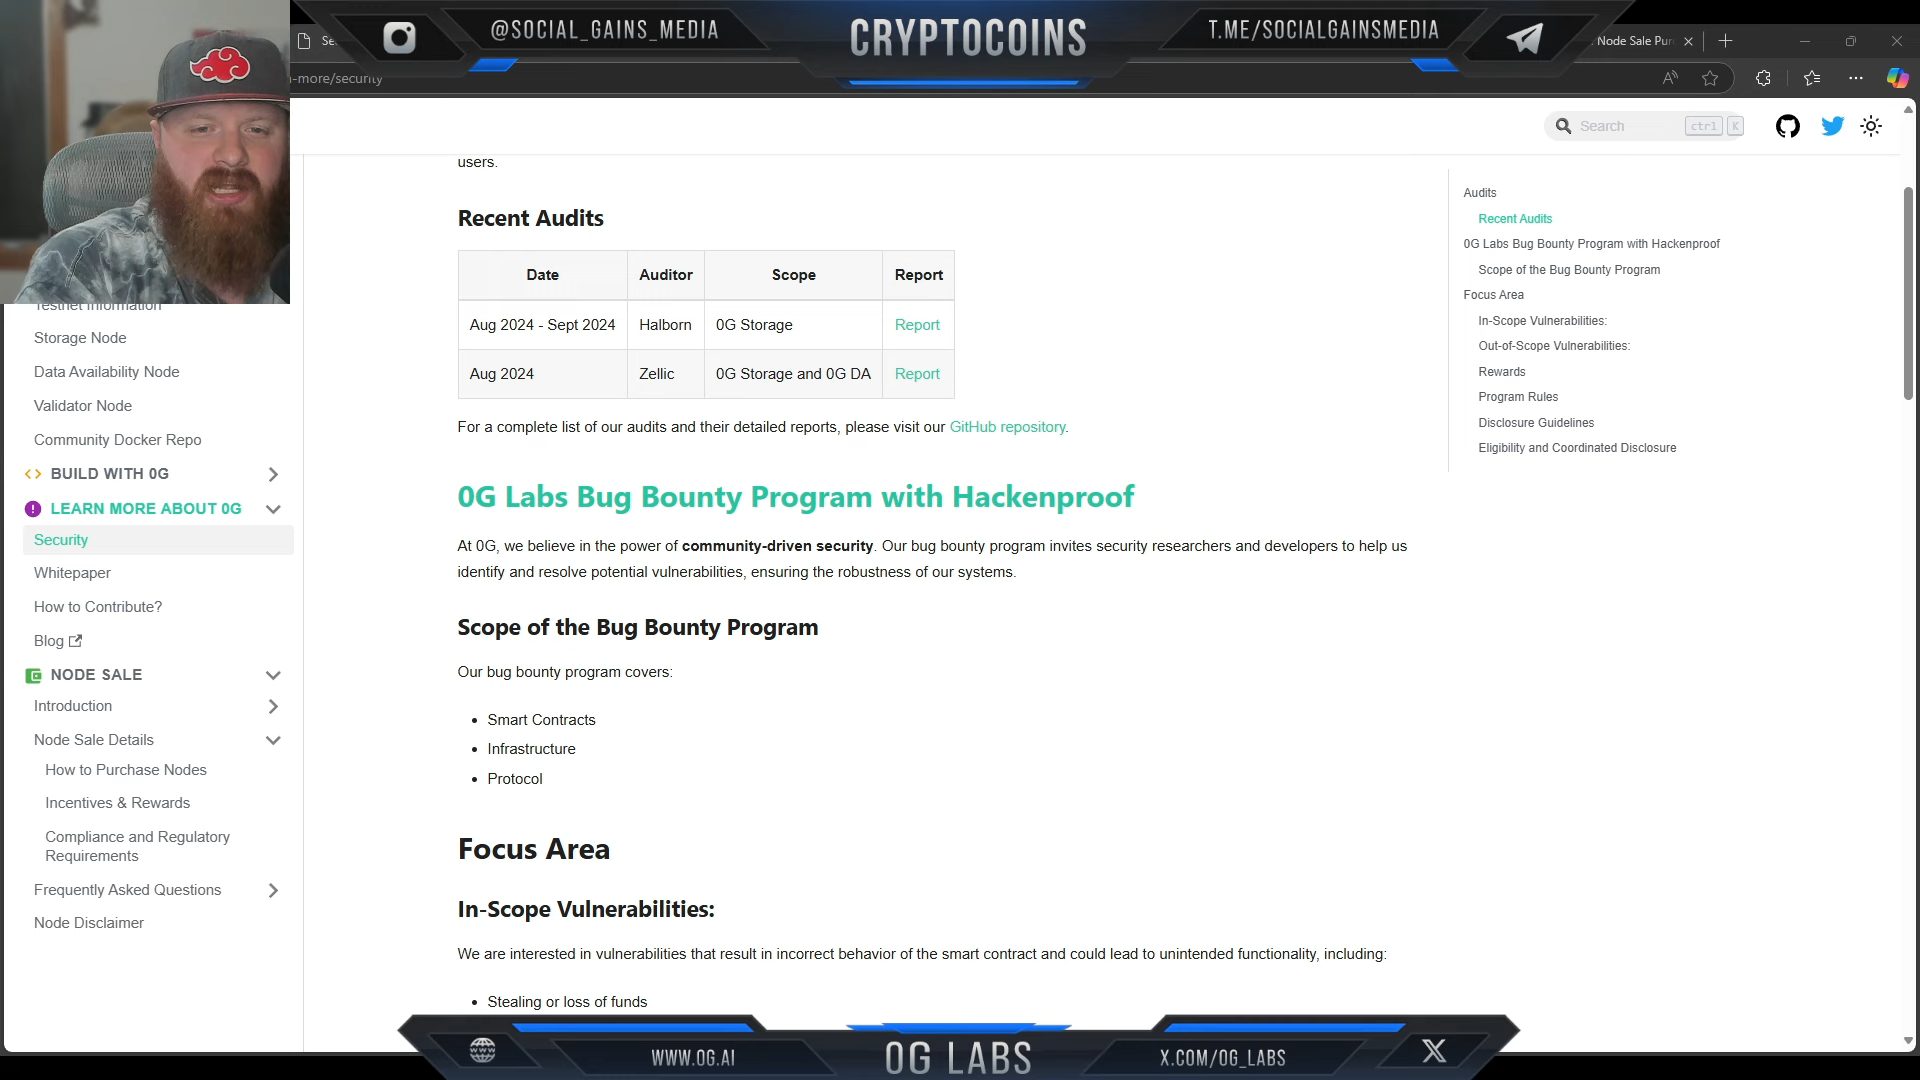 @SOCIAL_GAINS_MEDIA
CRYPTOCOINS
T.ME/SOCIALGAINSMEDIA
Se
Node Sale Pur
-more/security
Search
ctrl K
users.
Recent Audits
Date Auditor Scope Report
Aug 2024 - Sept 2024 Halborn 0G Storage Report
Aug 2024 Zellic 0G Storage and 0G DA Report
For a complete list of our audits and their detailed reports, please visit our GitHub repository.
0G Labs Bug Bounty Program with Hackenproof
At 0G, we believe in the power of community-driven security. Our bug bounty program invites security researchers and developers to help us
identify and resolve potential vulnerabilities, ensuring the robustness of our systems.
Scope of the Bug Bounty Program
Our bug bounty program covers:
• Smart Contracts
• Infrastructure
• Protocol
Focus Area
In-Scope Vulnerabilities:
We are interested in vulnerabilities that result in incorrect behavior of the smart contract and could lead to unintended functionality, including:
• Stealing or loss of funds
Testnet Information
Storage Node
Data Availability Node
Validator Node
Community Docker Repo
BUILD WITH 0G
LEARN MORE ABOUT 0G
Security
Whitepaper
How to Contribute?
Blog
NODE SALE
Introduction
Node Sale Details
How to Purchase Nodes
Incentives & Rewards
Compliance and Regulatory
Requirements
Frequently Asked Questions
Node Disclaimer
Audits
Recent Audits
0G Labs Bug Bounty Program with Hackenproof
Scope of the Bug Bounty Program
Focus Area
In-Scope Vulnerabilities:
Out-of-Scope Vulnerabilities:
Rewards
Program Rules
Disclosure Guidelines
Eligibility and Coordinated Disclosure
WWW.0G.AI
0G LABS
X.COM/0G_LABS